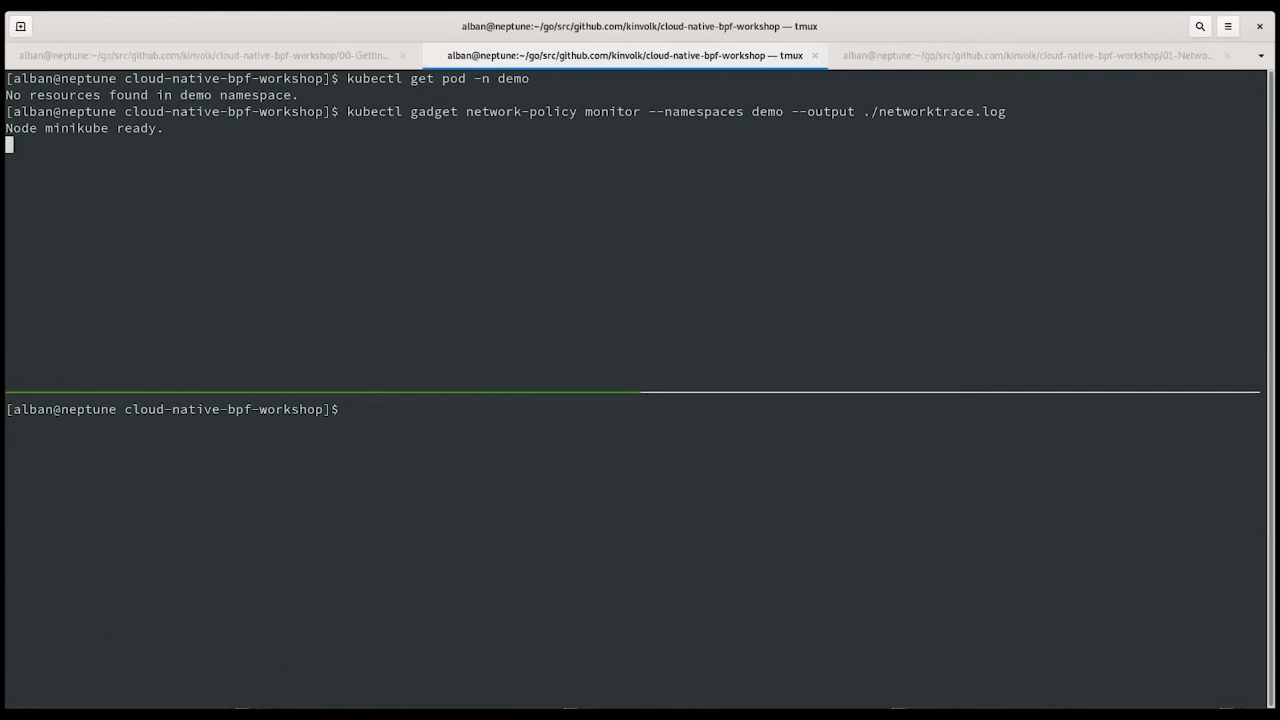 alban@neptune:~/go/src/github.com/kinvolk/cloud-native-bpf-workshop — tmux
alban@neptune:~/go/src/github.com/kinvolk/cloud-native-bpf-workshop/00-Gettin...
alban@neptune:~/go/src/github.com/kinvolk/cloud-native-bpf-workshop — tmux
alban@neptune:~/go/src/github.com/kinvolk/cloud-native-bpf-workshop/01-Netwo...
[alban@neptune cloud-native-bpf-workshop]$ kubectl get pod -n demo
No resources found in demo namespace.
[alban@neptune cloud-native-bpf-workshop]$ kubectl gadget network-policy monitor --namespaces demo --output ./networktrace.log
Node minikube ready.
[alban@neptune cloud-native-bpf-workshop]$